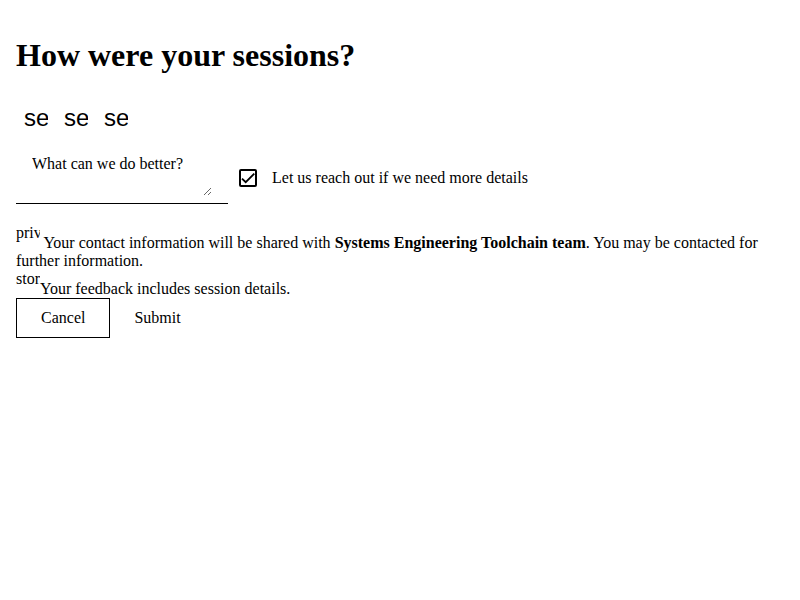 How were your sessions?
se se se
What can we do better?
Let us reach out if we need more details
priv Your contact information will be shared with Systems Engineering Toolchain team. You may be contacted for
further information.
stor Your feedback includes session details.
Cancel Submit